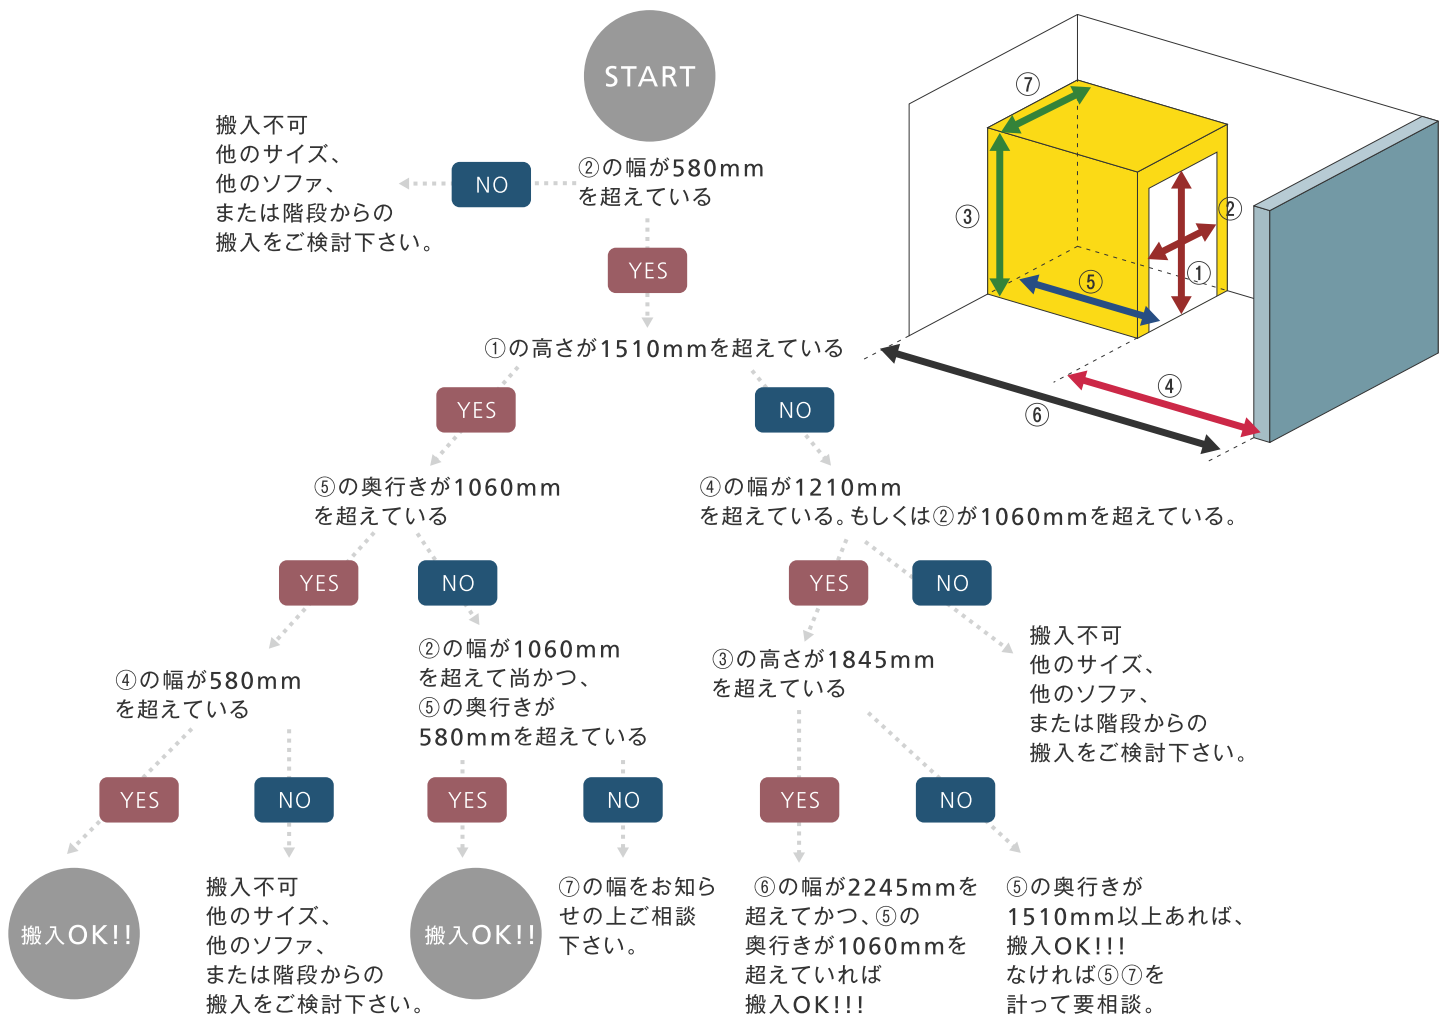 START
②の幅が580mm
を超えている
NO
搬入不可
他のサイズ、
他のソファ、
または階段からの
搬入をご検討下さい。
YES
①の高さが1510mmを超えている
YES
NO
⑤の奥行きが1060mm
を超えている
④の幅が1210mm
を超えている。もしくは②が1060mmを超えている。
YES
NO
YES
NO
④の幅が580mm
を超えている
②の幅が1060mm
を超えて尚かつ、
⑤の奥行きが
580mmを超えている
③の高さが1845mm
を超えている
搬入不可
他のサイズ、
他のソファ、
または階段からの
搬入をご検討下さい。
YES
NO
YES
NO
YES
NO
搬入OK!!
搬入不可
他のサイズ、
他のソファ、
または階段からの
搬入をご検討下さい。
搬入OK!!
⑦の幅をお知ら
せの上ご相談
下さい。
⑥の幅が2245mmを
超えてかつ、⑤の
奥行きが1060mmを
超えていれば
搬入OK!!!
⑤の奥行きが
1510mm以上あれば、
搬入OK!!!
なければ⑤⑦を
計って要相談。
⑦
③
②
①
⑤
④
⑥